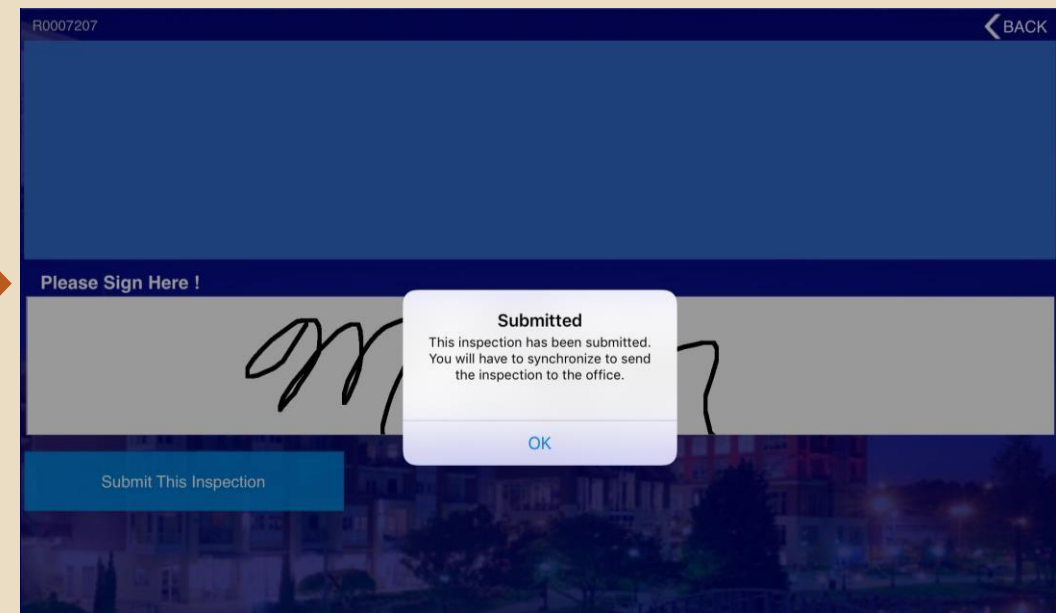 R0007207
BACK
Please Sign Here !
Submitted
This inspection has been submitted.
You will have to synchronize to send
the inspection to the office.
OK
Submit This Inspection